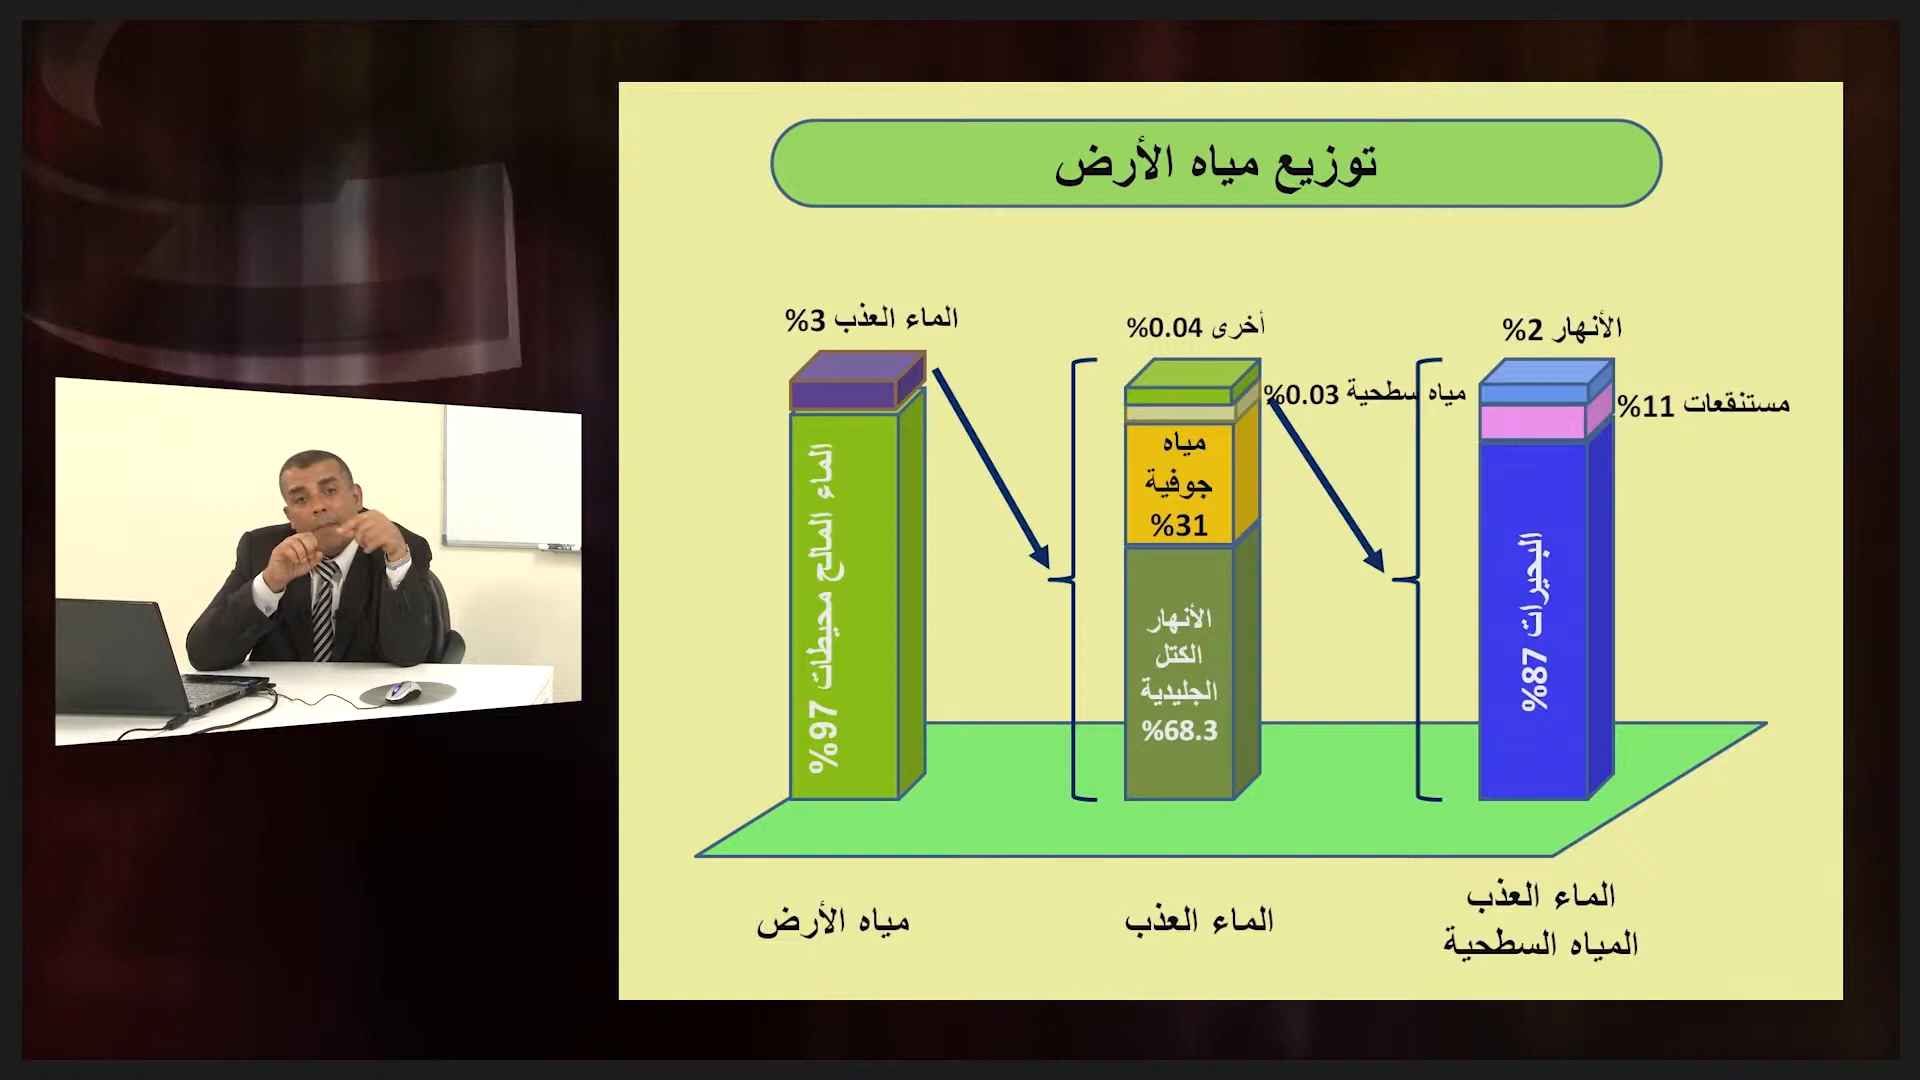 توزيع مياه الأرض
الماء العذب 3%
الماء المالح محيطات 97%
مياه الأرض
أخرى 0.04%
مياه سطحية 0.03%
مياه
جوفية
31%
الأنهار
الكتل
الجليدية
68.3%
الماء العذب
الأنهار 2%
مستنقعات 11%
البحيرات 87%
الماء العذب
المياه السطحية